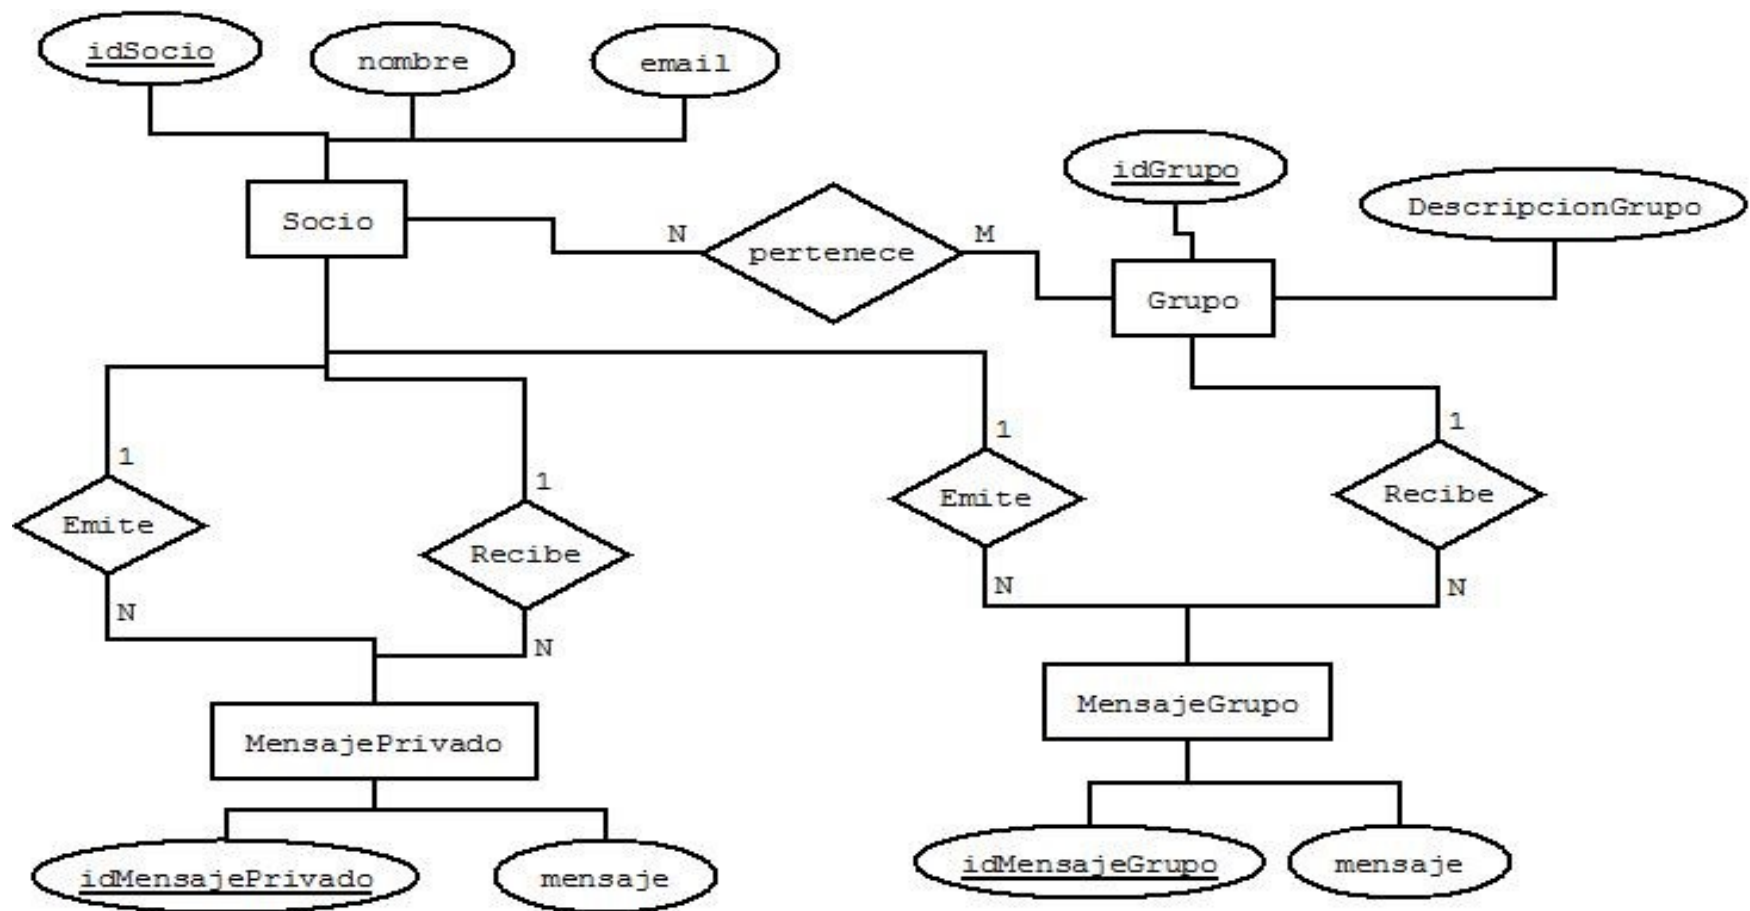 idSocio
nombre
email
idGrupo
DescripcionGrupo
Socio
N
pertenece
M
Grupo
1
1
1
1
Emite
Recibe
Emite
Recibe
N
N
N
N
MensajePrivado
MensajeGrupo
idMensajePrivado
mensaje
idMensajeGrupo
mensaje